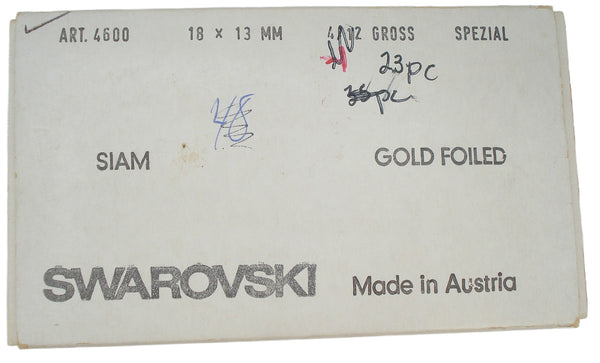 ART. 4600 18 × 13 MM GROSS SPEZIAL
23pc
SIAM GOLD FOILED
SWAROVSKI Made in Austria